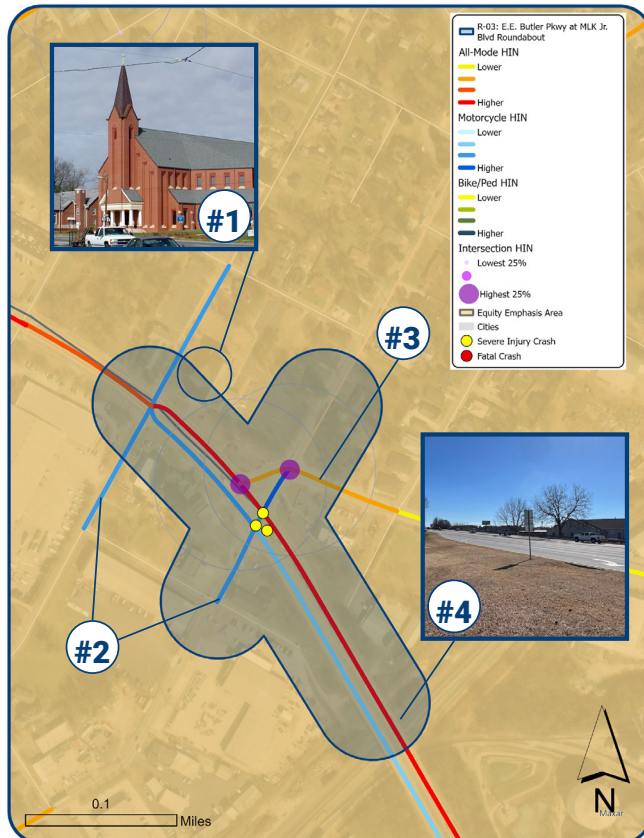 R-03: E.E. Butler Pkwy at MLK Jr.
Blvd Roundabout
All-Mode HIN
Lower
Higher
Motorcycle HIN
Lower
Higher
Bike/Ped HIN
Lower
Higher
Intersection HIN
Lowest 25%
Highest 25%
Equity Emphasis Area
Cities
Severe Injury Crash
Fatal Crash
#1
#3
#4
#2
0.1
Miles
N
Maxar